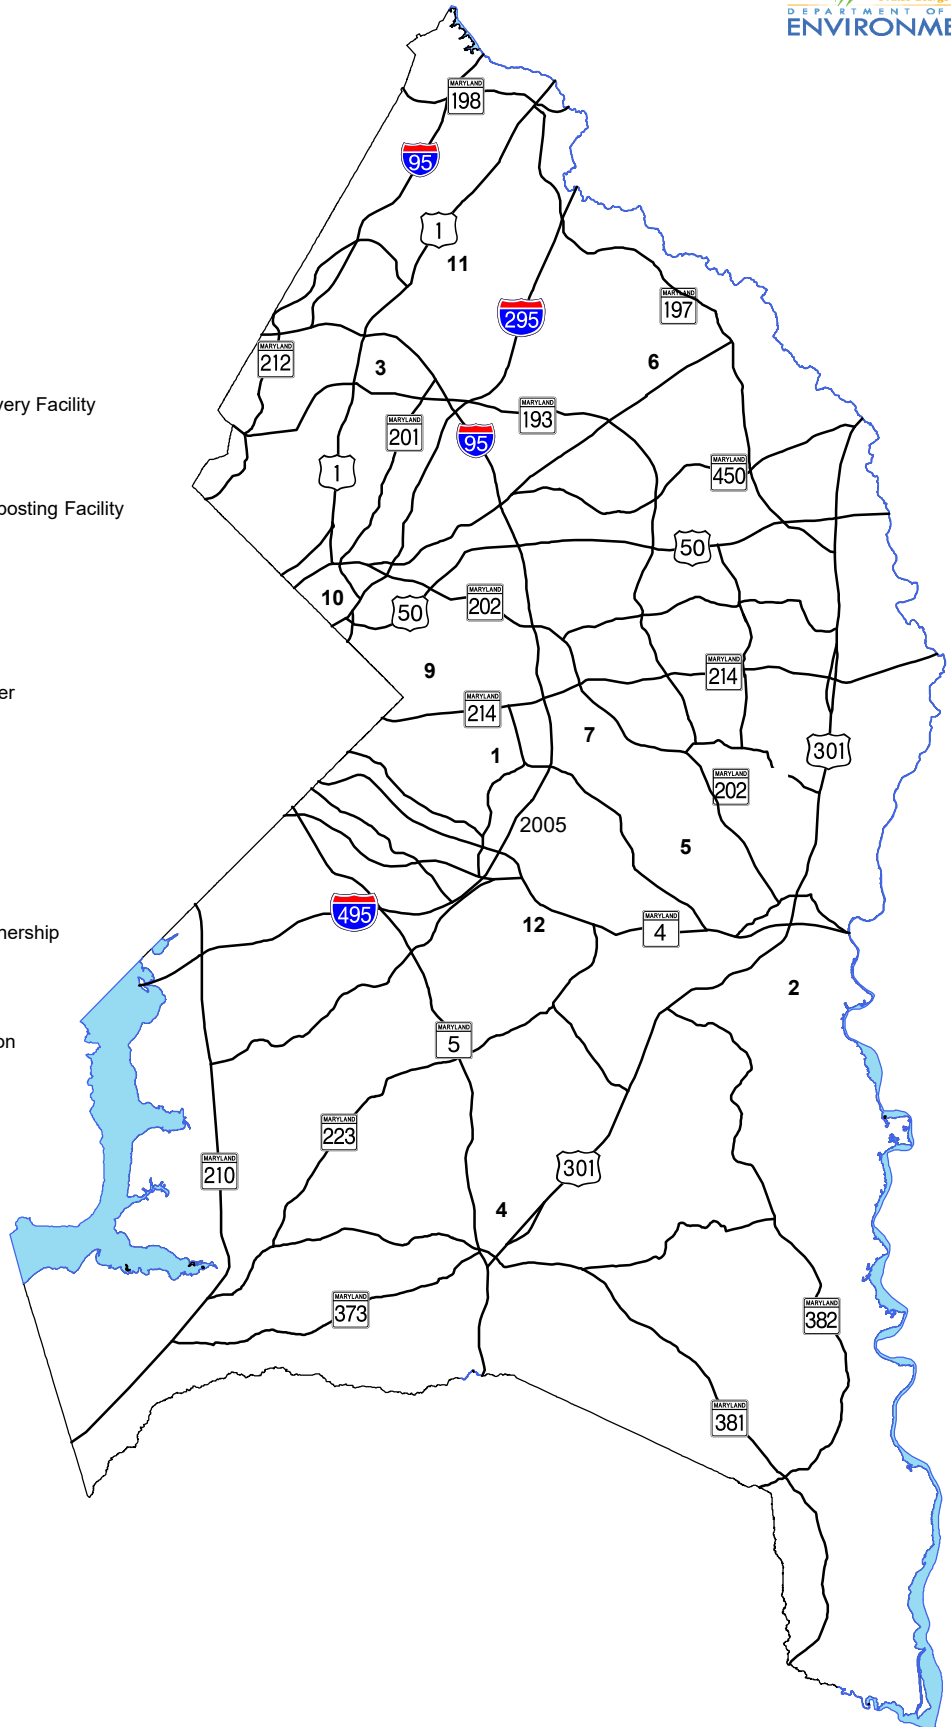 DEPARTMENT OF
ENVIRONME
MARYLAND
198
95
1
11
295
MARYLAND
197
MARYLAND
212
3
6
very Facility
MARYLAND
193
MARYLAND
201
95
1
MARYLAND
450
posting Facility
50
10
50
MARYLAND
202
9
MARYLAND
214
er
MARYLAND
214
7
1
301
MARYLAND
202
2005
5
495
12
MARYLAND
4
nership
2
on
MARYLAND
5
MARYLAND
223
MARYLAND
210
301
4
MARYLAND
373
MARYLAND
382
MARYLAND
381